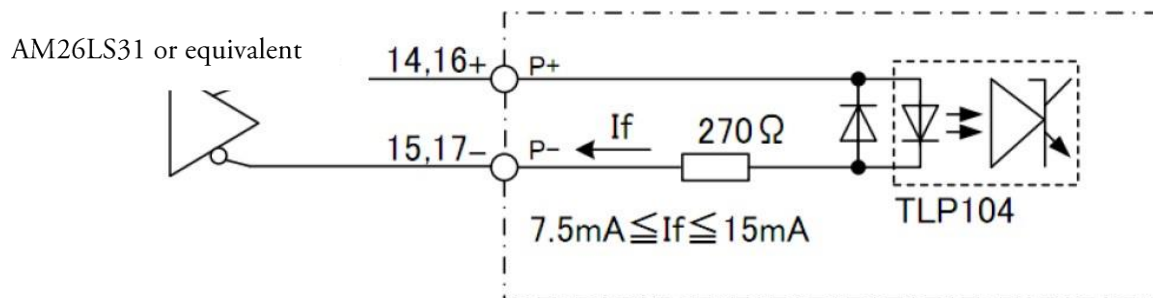 AM26LS31 or equivalent
14,16+ P+
If 270Ω
15,17- P-
7.5mA≦If≦15mA
TLP104